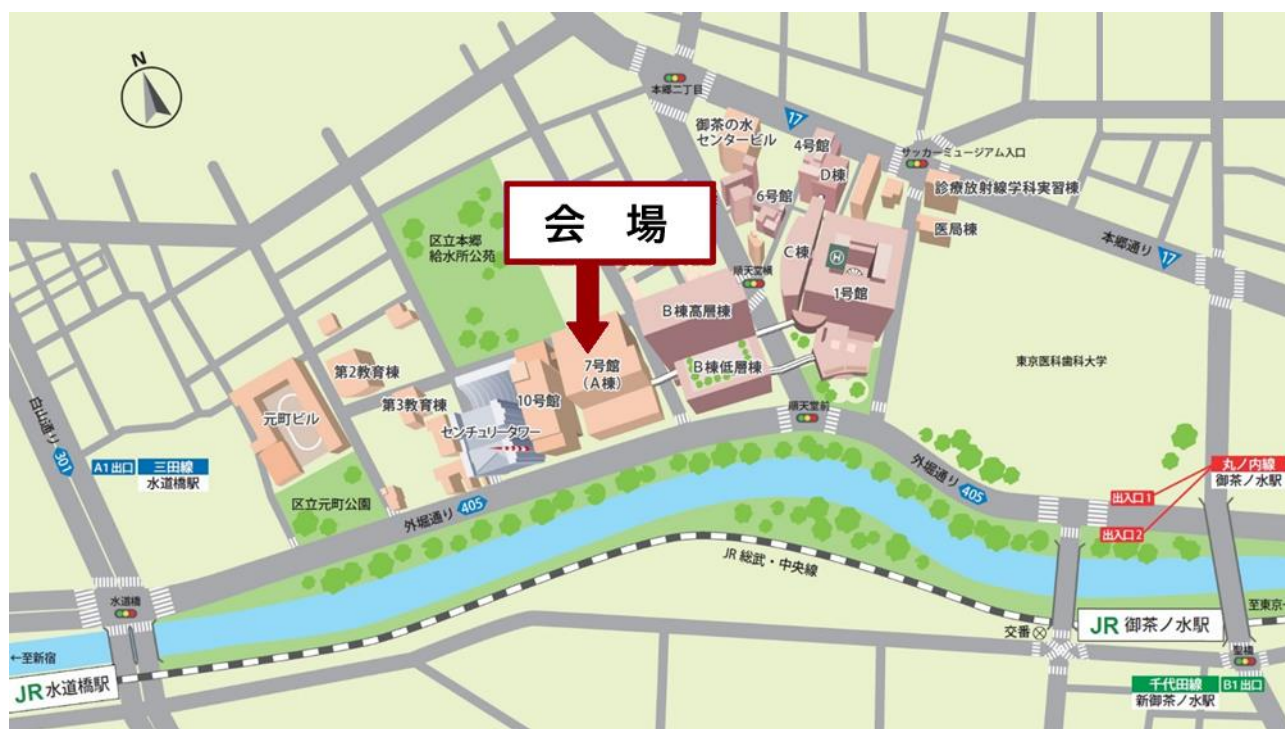 N
本郷二丁目
17
御茶の水
センタービル
4号館
サッカーミュージアム入口
D棟
診療放射線学科実習棟
6号館
医局棟
会 場
区立本郷
給水所公苑
本郷通り
17
C棟
H
順天堂横
1号館
B棟高層棟
7号館
(A棟)
B棟低層棟
東京医科歯科大学
第2教育棟
第3教育棟
10号館
元町ビル
センチュリータワー
順天堂前
白山通り
301
A1出口
三田線
水道橋駅
丸ノ内線
御茶ノ水駅
出入口1
出入口2
外堀通り
405
区立元町公園
外堀通り
405
JR 総武・中央線
水道橋
至東京→
JR 御茶ノ水駅
交番
←至新宿
JR 水道橋駅
聖橋
千代田線
B1出口
新御茶ノ水駅